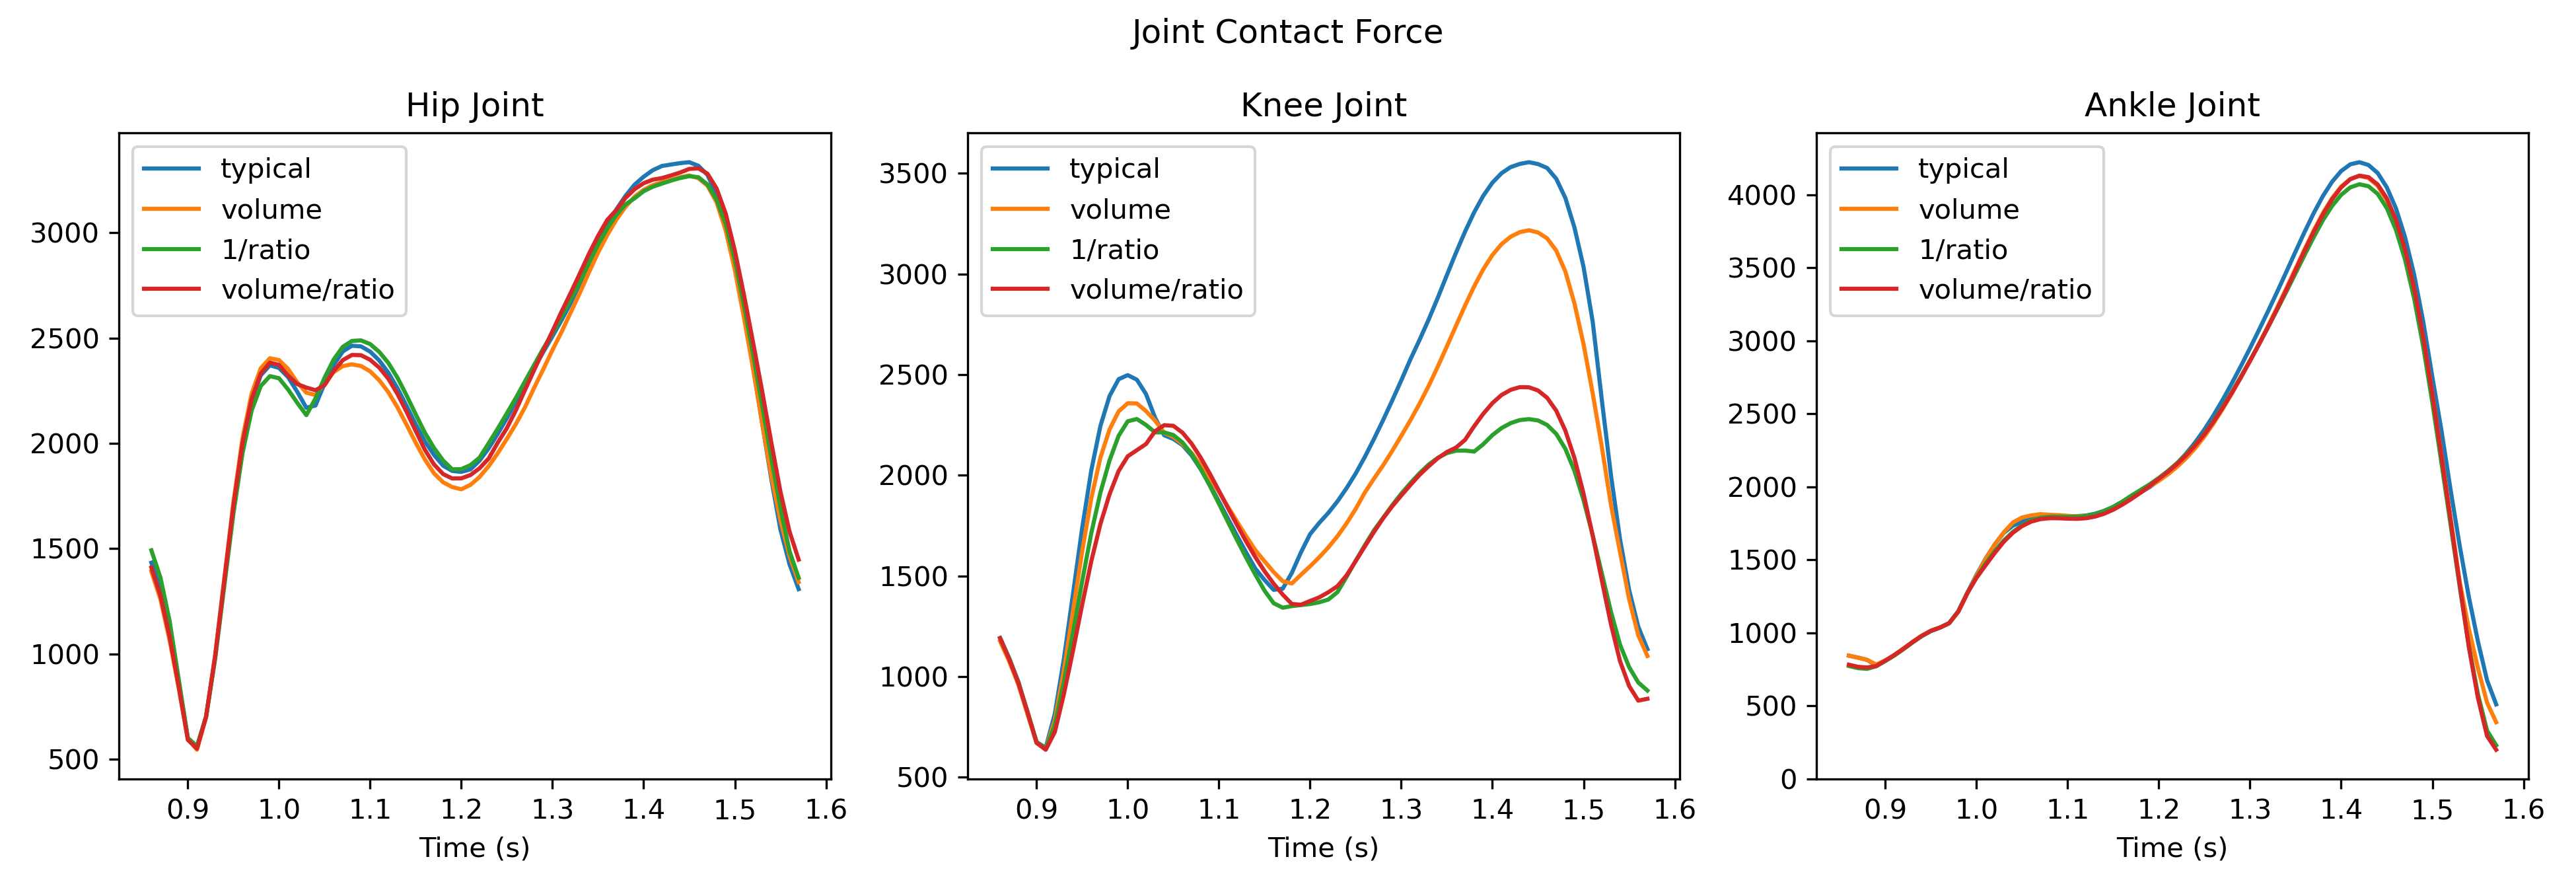 Joint Contact Force
Hip Joint
typical
volume
1/ratio
volume/ratio
3000
2500
2000
1500
1000
500
0.9 1.0 1.1 1.2 1.3 1.4 1.5 1.6
Time (s)
Knee Joint
typical
volume
1/ratio
volume/ratio
3500
3000
2500
2000
1500
1000
500
0.9 1.0 1.1 1.2 1.3 1.4 1.5 1.6
Time (s)
Ankle Joint
typical
volume
1/ratio
volume/ratio
4000
3500
3000
2500
2000
1500
1000
500
0
0.9 1.0 1.1 1.2 1.3 1.4 1.5 1.6
Time (s)